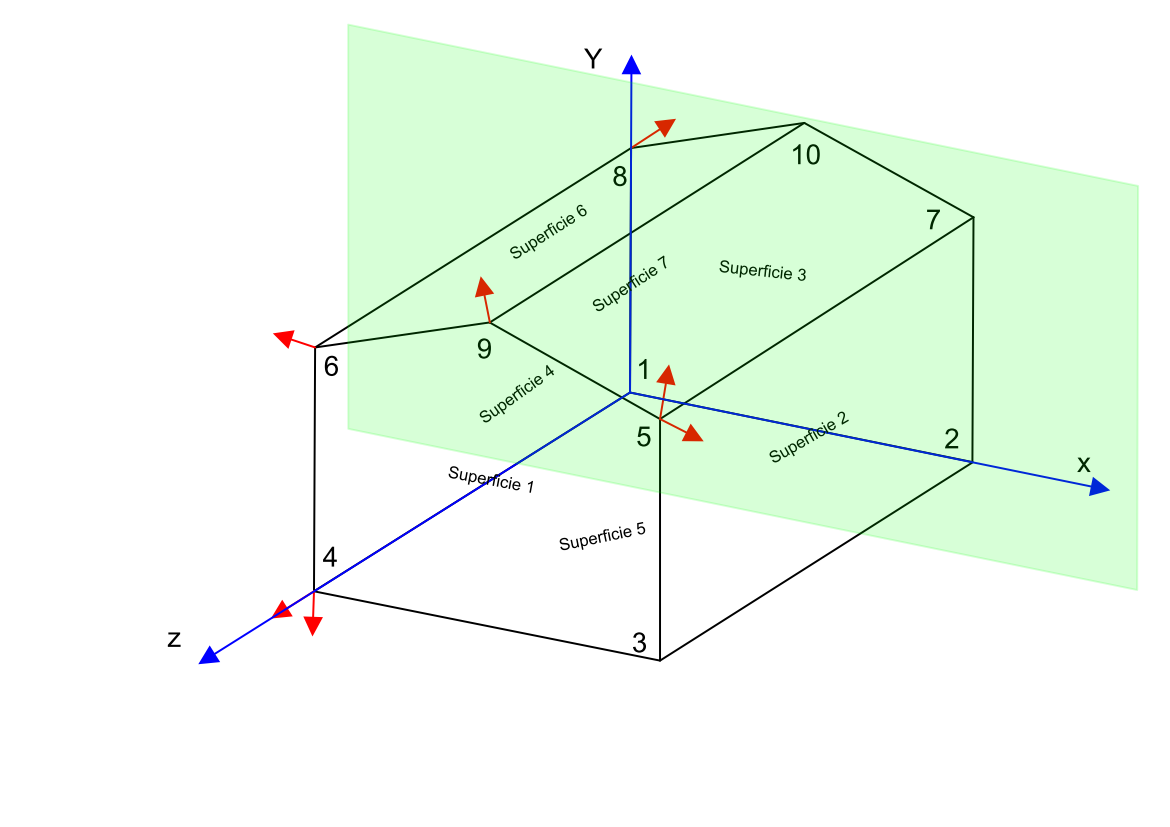 Y
10
8
7
Superficie 6
Superficie 3
Superficie 7
9
6
1
Superficie 4
5
2
Superficie 2
x
Superficie 1
Superficie 5
4
z
3